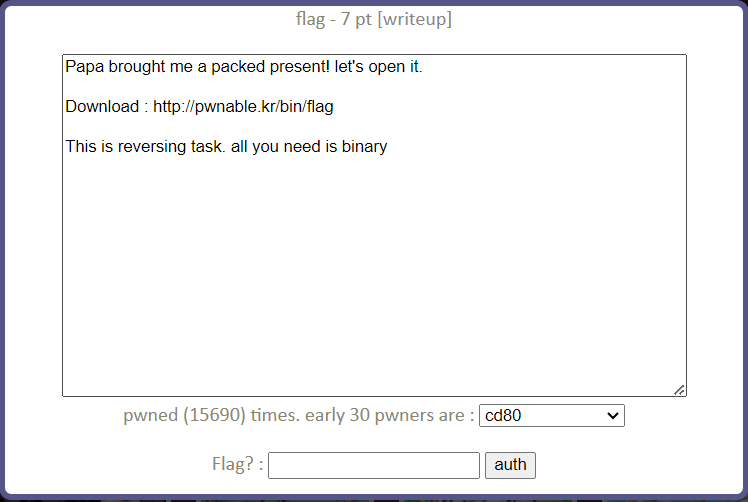 flag - 7 pt [writeup]
Papa brought me a packed present! let's open it.
Download : http://pwnable.kr/bin/flag
This is reversing task. all you need is binary
pwned (15690) times. early 30 pwners are : cd80
Flag? : auth